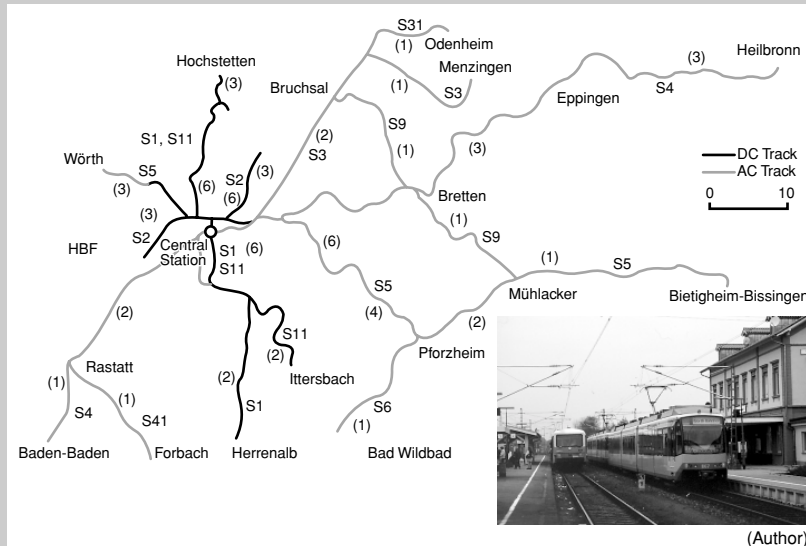 S31
(1)
Odenheim
Heilbronn
Hochstetten
Menzingen
(3)
(3)
Bruchsal
(1)
S3
S4
Eppingen
S1, S11
S9
(2)
S3
(1)
(3)
Wörth
S5
(3)
S2
(3)
(6)
(6)
DC Track
AC Track
0 10
Bretten
(3)
(1)
S2
HBF
Central
Station
S1
S11
(6)
(6)
S9
(1)
S5
S5
Mühlacker
Bietigheim-Bissingen
(2)
(4)
(2)
S11
Pforzheim
Rastatt
(2)
Ittersbach
(1)
(2)
(1)
S4
S41
S1
S6
(1)
Baden-Baden
Forbach
Herrenalb
Bad Wildbad
(Author)